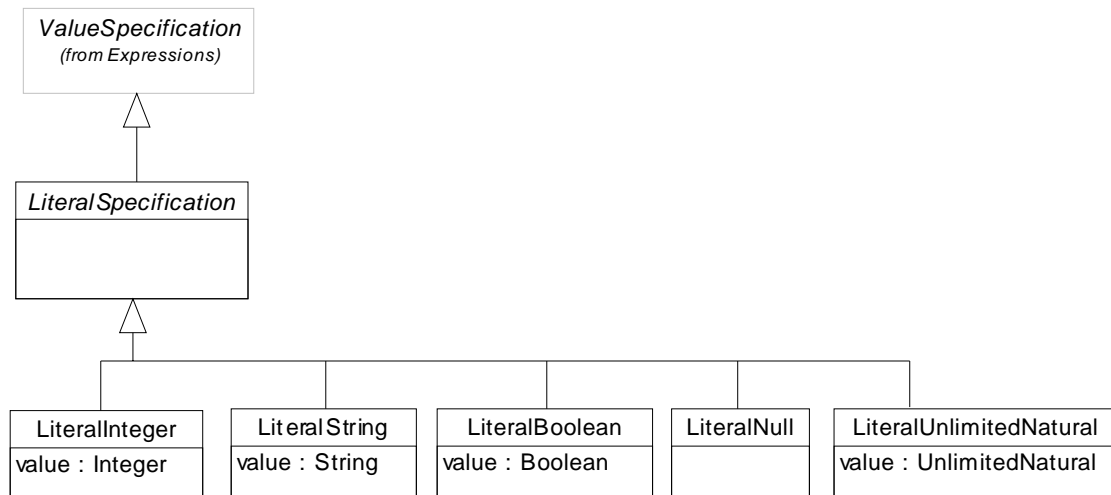 ValueSpecification
(from Expressions)
LiteralSpecification
LiteralInteger
value : Integer
LiteralString
value : String
LiteralBoolean
value : Boolean
LiteralNull
LiteralUnlimitedNatural
value : UnlimitedNatural